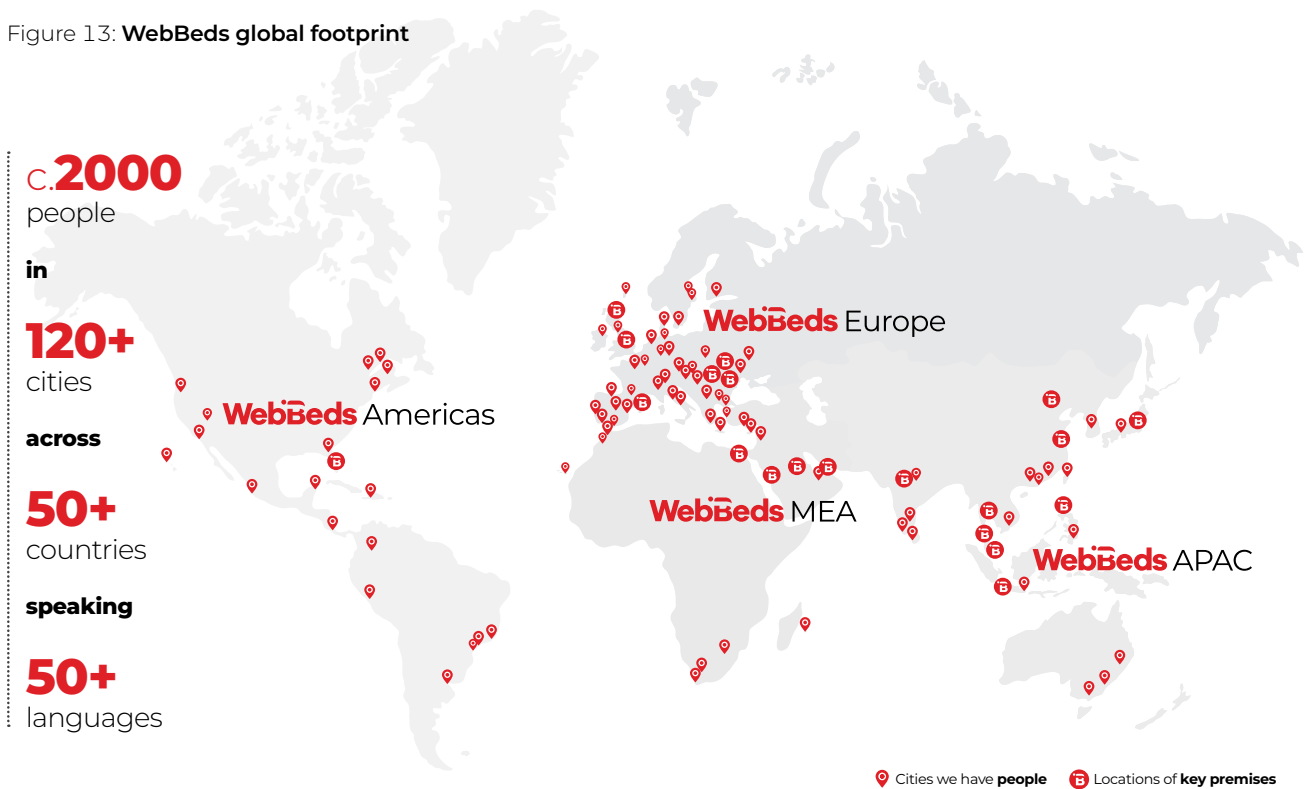 Figure 13: WebBeds global footprint
c.2000
people
in
120+
cities
across
50+
countries
speaking
50+
languages
WebBeds Europe
WebBeds Americas
WebBeds MEA
WebBeds APAC
Cities we have people
Locations of key premises